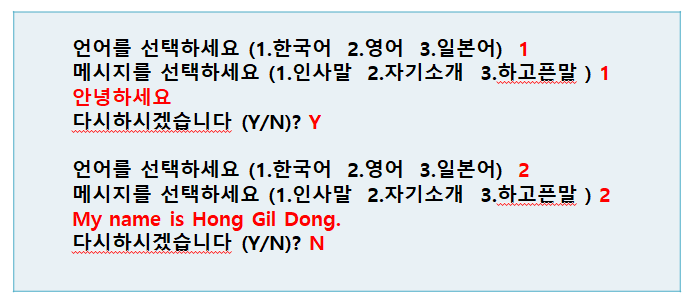 언어를 선택하세요 (1.한국어 2.영어 3.일본어) 1
메시지를 선택하세요 (1.인사말 2.자기소개 3.하고픈말 ) 1
안녕하세요
다시하시겠습니다 (Y/N)? Y
언어를 선택하세요 (1.한국어 2.영어 3.일본어) 2
메시지를 선택하세요 (1.인사말 2.자기소개 3.하고픈말 ) 2
My name is Hong Gil Dong.
다시하시겠습니다 (Y/N)? N